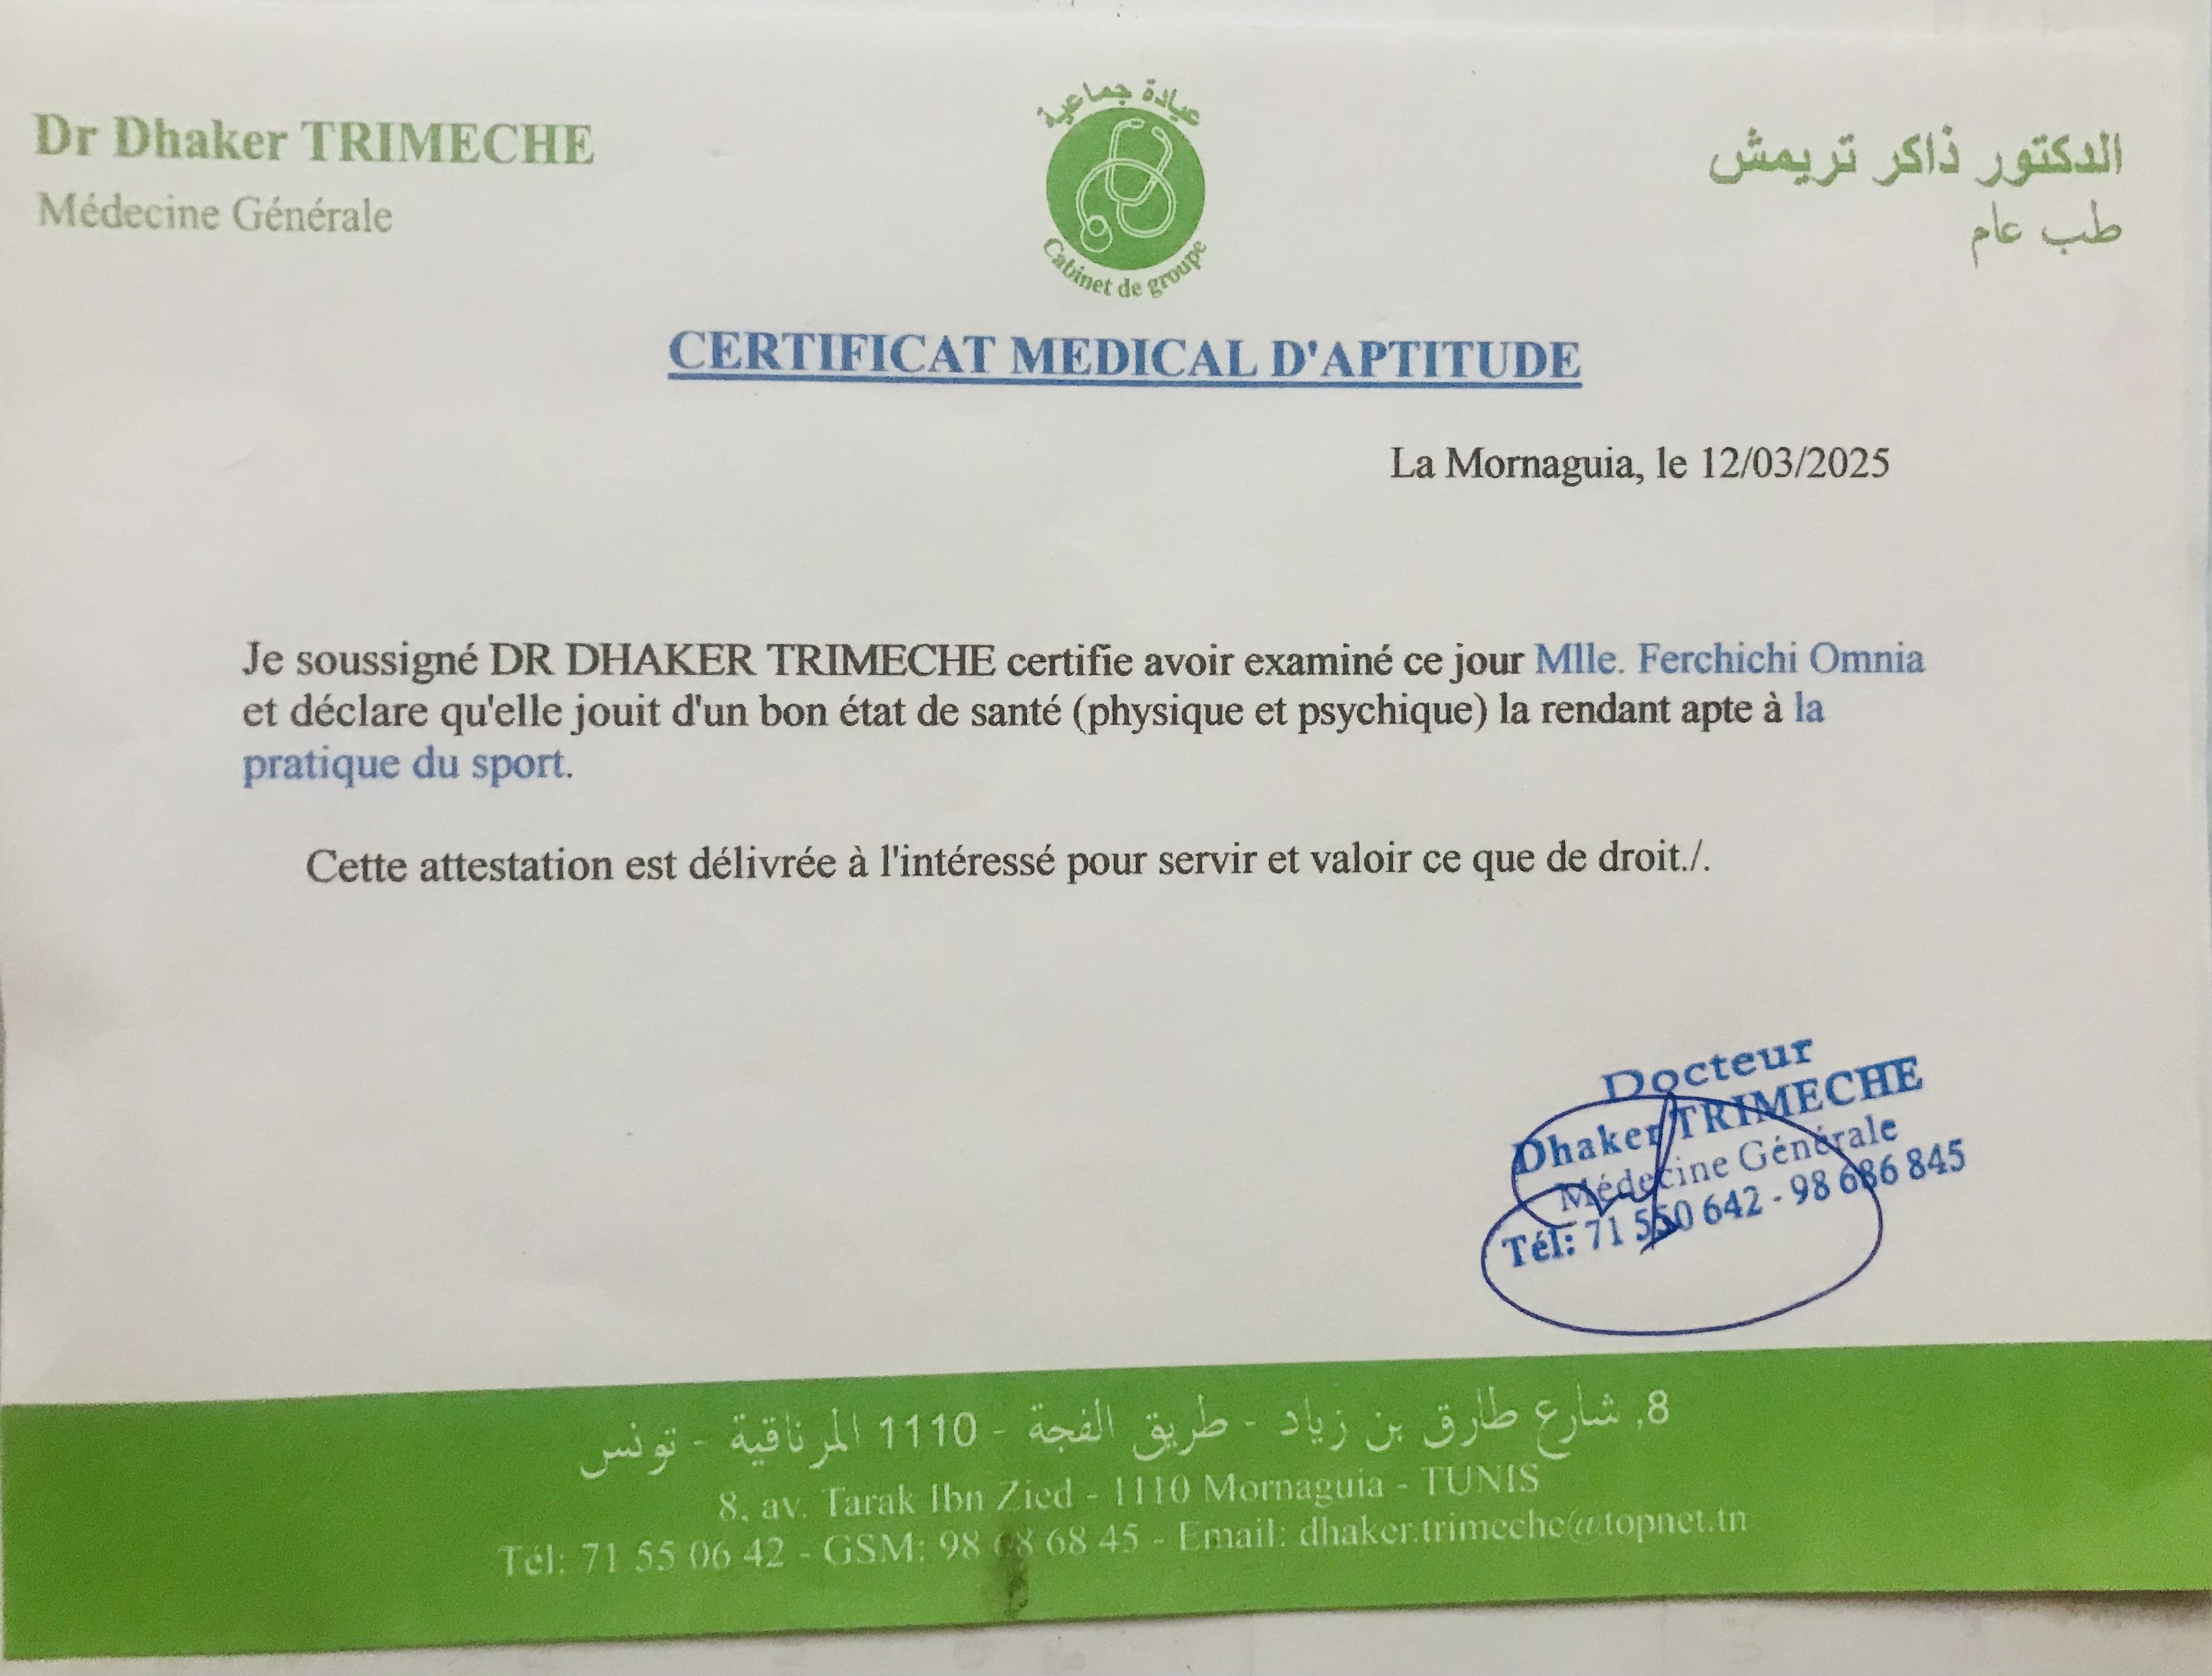 Dr Dhaker TRIMECHE
Médecine Générale
عيادة جماعية
Cabinet de groupe
الدكتور ذاكر تريمش
طب عام
CERTIFICAT MEDICAL D'APTITUDE
La Mornaguia, le 12/03/2025
Je soussigné DR DHAKER TRIMECHE certifie avoir examiné ce jour Mlle. Ferchichi Omnia
et déclare qu'elle jouit d'un bon état de santé (physique et psychique) la rendant apte à la
pratique du sport.
Cette attestation est délivrée à l'intéressé pour servir et valoir ce que de droit./.
Docteur
Dhaker TRIMECHE
Médecine Générale
Tél: 71 550 642 - 98 686 845
8, شارع طارق بن زياد - طريق الفجة - 1110 المرناقية - تونس
8, av. Tarak Ibn Zied - 1110 Mornaguia - TUNIS
Tél: 71 55 06 42 - GSM: 98 68 68 45 - Email: dhaker.trimeche@topnet.tn